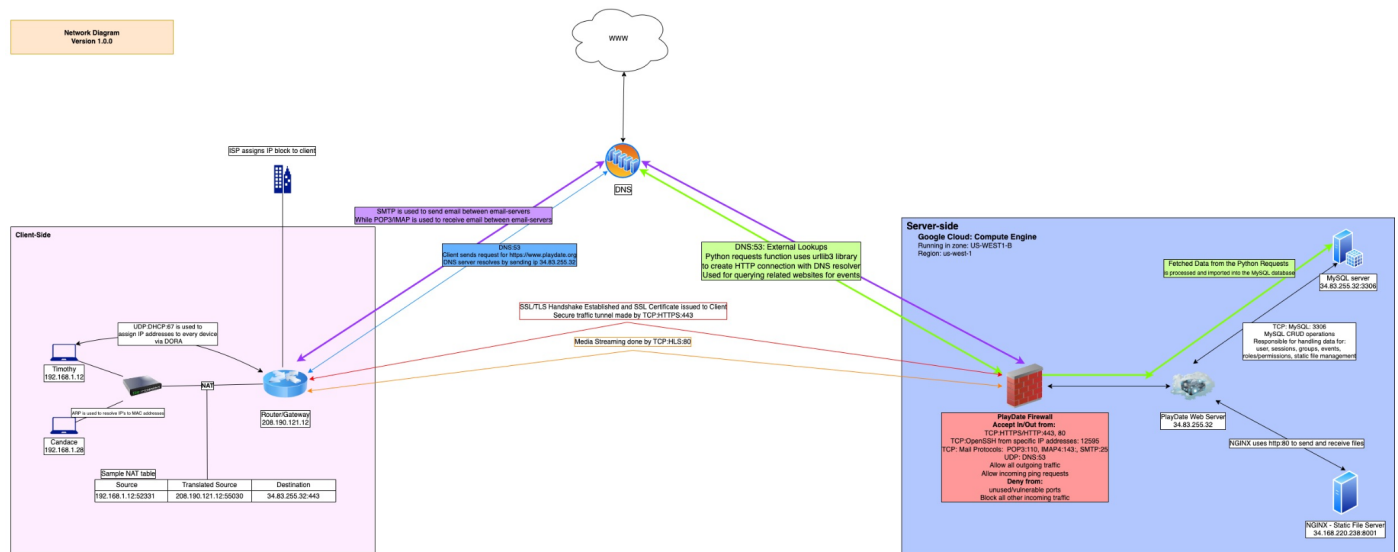 Network Diagram
Version 1.0.0
www
DNS
ISP assigns IP block to client
SMTP is used to send email between email-servers
While POP3/IMAP is used to receive email between email-servers
DNS:53
Client sends request for https://www.playdate.org
DNS server resolves by sending ip 34.83.255.32
DNS:53: External Lookups
Python requests function uses urllib3 library
to create HTTP connection with DNS resolver
Used for querying related websites for events
SSL/TLS Handshake Established and SSL Certificate issued to Client
Secure traffic tunnel made by TCP:HTTPS:443
Media Streaming done by TCP:HLS:80
Client-Side
UDP:DHCP:67 is used to
assign IP addresses to every device
via DORA
Timothy
192.168.1.12
NAT
ARP is used to resolve IP's to MAC addresses
Candace
192.168.1.28
Router/Gateway
208.190.121.12
Sample NAT table
Source Translated Source Destination
192.168.1.12:52331 208.190.121.12:55030 34.83.255.32:443
Server-side
Google Cloud: Compute Engine
Running in zone: US-WEST1-B
Region: us-west-1
Fetched Data from the Python Requests
is processed and imported into the MySQL database
MySQL server
34.83.255.32:3306
TCP: MySQL: 3306
MySQL CRUD operations
Responsible for handling data for:
user, sessions, groups, events,
roles/permissions, static file management
PlayDate Firewall
Accept in/Out from:
TCP:HTTPS/HTTP:443, 80
TCP:OpenSSH from specific IP addresses: 12595
TCP: Mail Protocols: POP3:110, IMAP4:143:, SMTP:25
UDP: DNS:53
Allow all outgoing traffic
Allow incoming ping requests
Deny from:
unused/vulnerable ports
Block all other incoming traffic
PlayDate Web Server
34.83.255.32
NGINX uses http:80 to send and receive files
NGINX - Static File Server
34.168.220.238:8001